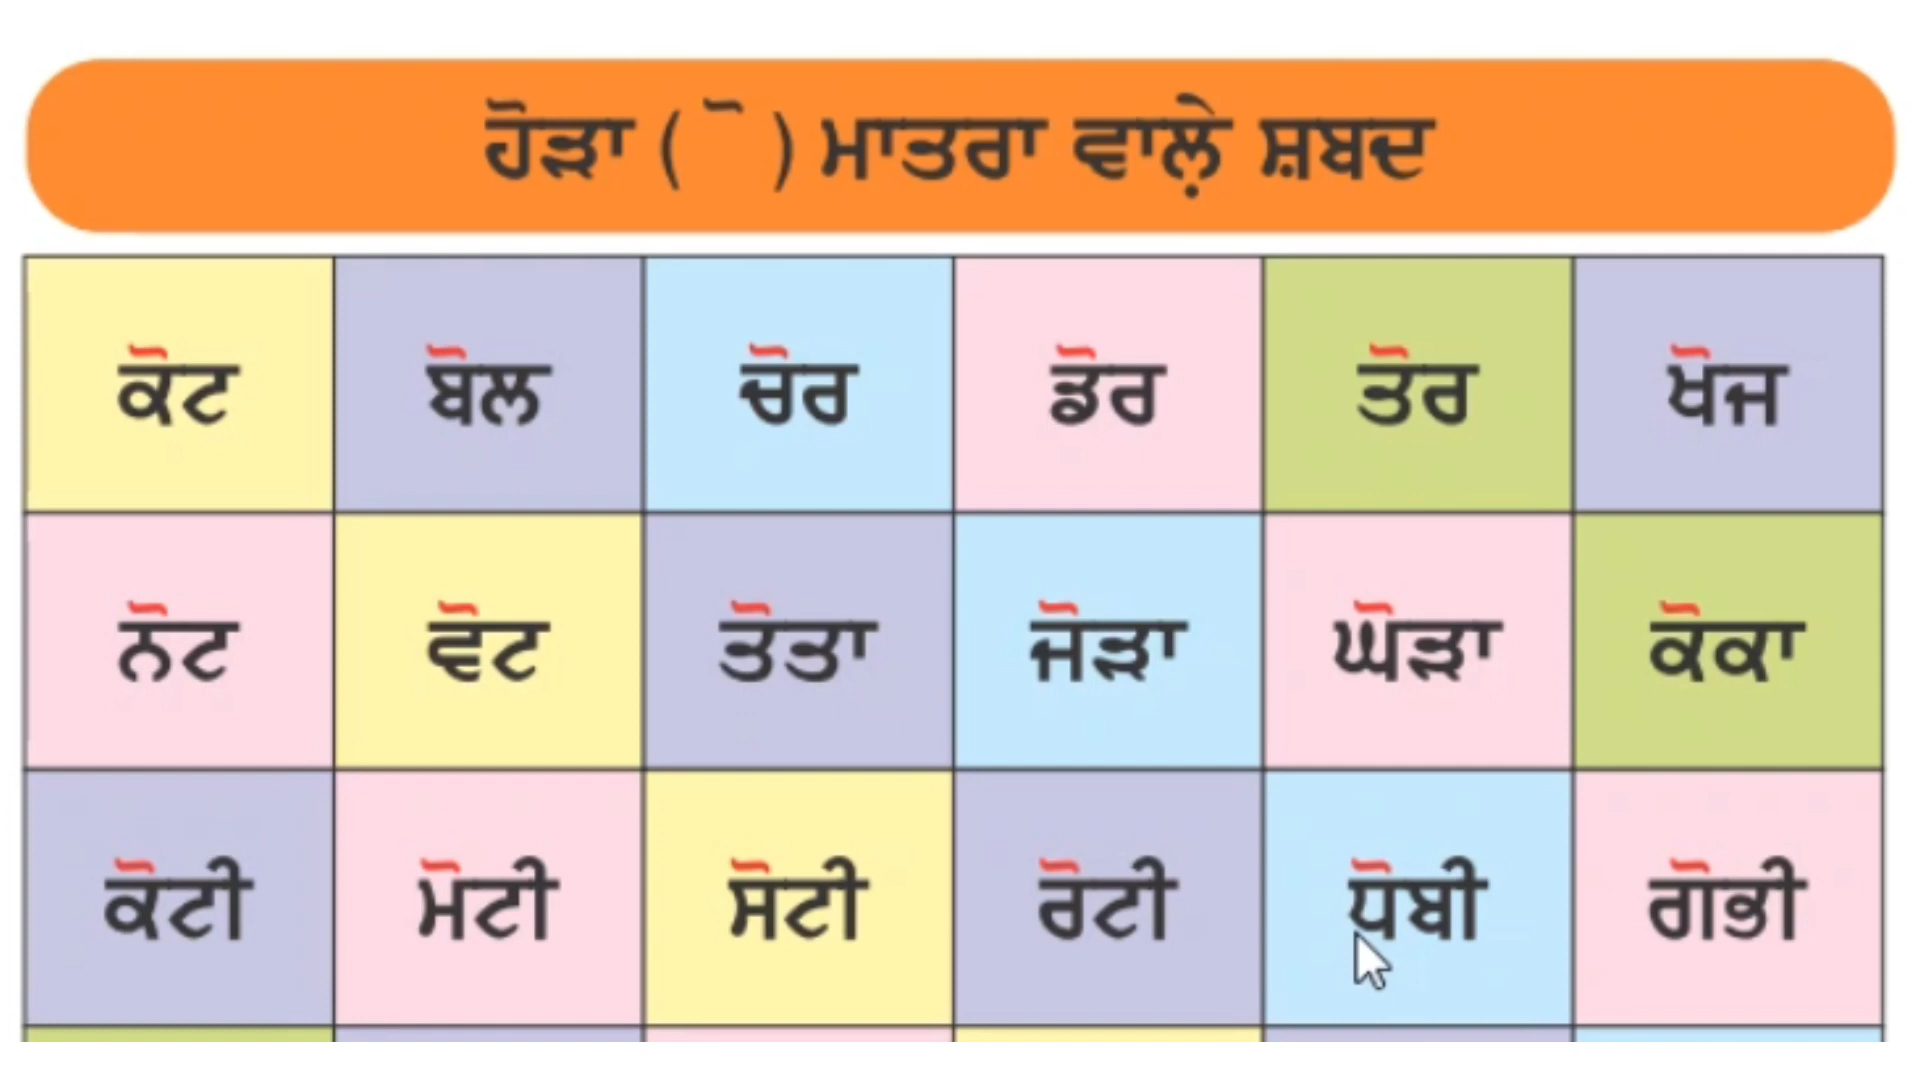 ਹੋੜਾ ( ੋ ) ਮਾਤਰਾ ਵਾਲ਼ੇ ਸ਼ਬਦ
ਕੋਟ ਬੋਲ ਚੋਰ ਡੋਰ ਤੋਰ ਖੋਜ
ਨੋਟ ਵੋਟ ਤੋਤਾ ਜੋੜਾ ਘੋੜਾ ਕੋਕਾ
ਕੋਟੀ ਮੋਟੀ ਸੋਟੀ ਰੋਟੀ ਧੋਬੀ ਗੋਭੀ